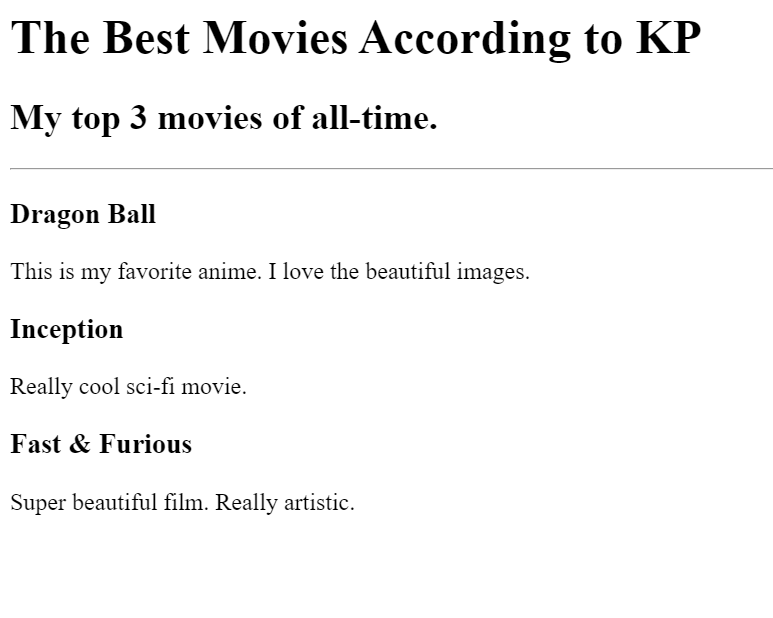 The Best Movies According to KP
My top 3 movies of all-time.
Dragon Ball
This is my favorite anime. I love the beautiful images.
Inception
Really cool sci-fi movie.
Fast & Furious
Super beautiful film. Really artistic.